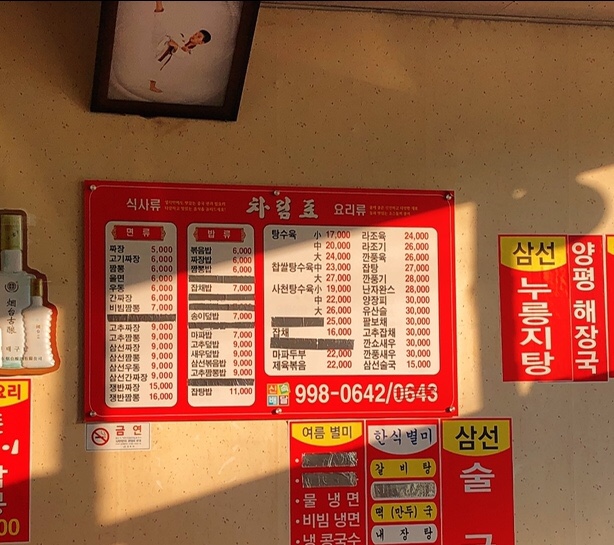 식사류
차림표
요리류
면류
짜장 5,000
고기짜장 6,000
짬뽕 6,000
울면 6,000
우동 6,000
간짜장 6,000
비빔짬뽕 7,000
고추짜장 9,000
고추짬뽕 9,000
삼선짜장 9,000
삼선짬뽕 9,000
삼선우동 9,000
삼선간짜장 9,000
쟁반짜장 15,000
쟁반짬뽕 16,000
밥류
볶음밥 6,000
짜장밥 6,000
짬뽕밥 6,000
잡채밥 7,000
송이덮밥 7,000
마파밥 7,000
고추덮밥 9,000
새우덮밥 9,000
삼선볶음밥 9,000
고추짬뽕밥 9,000
잡탕밥 11,000
탕수육 小 17,000
中 20,000
大 24,000
찹쌀탕수육 中 23,000
大 27,000
사천탕수육 小 19,000
中 22,000
大 26,000
25,000
잡채 16,000
마파두부 22,000
제육볶음 22,000
라조육 24,000
라조기 26,000
깐풍육 26,000
잡탕 27,000
깐풍기 26,000
난자완스 28,000
양장피 30,000
유산슬 30,000
팔보채 30,000
고추잡채 30,000
깐쇼새우 30,000
깐풍새우 30,000
삼선술국 15,000
998-0642/0643
금연
요리
00
삼선
누룽지탕
양평해장국
여름 별미
물냉면
비빔냉면
냉콩국수
한식별미
갈비탕
떡(만두)국
내장탕
삼선
술